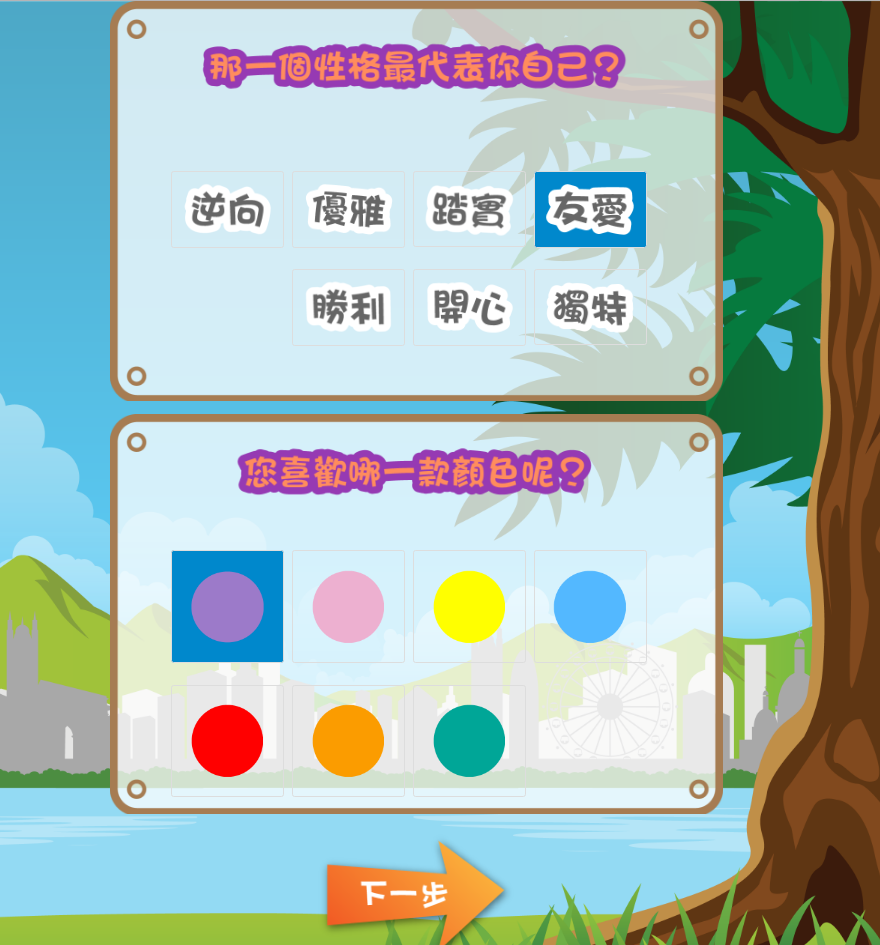 那一個性格最代表你自己？
逆向 優雅 踏實 友愛
勝利 開心 獨特
您喜歡哪一款顏色呢？
下一步